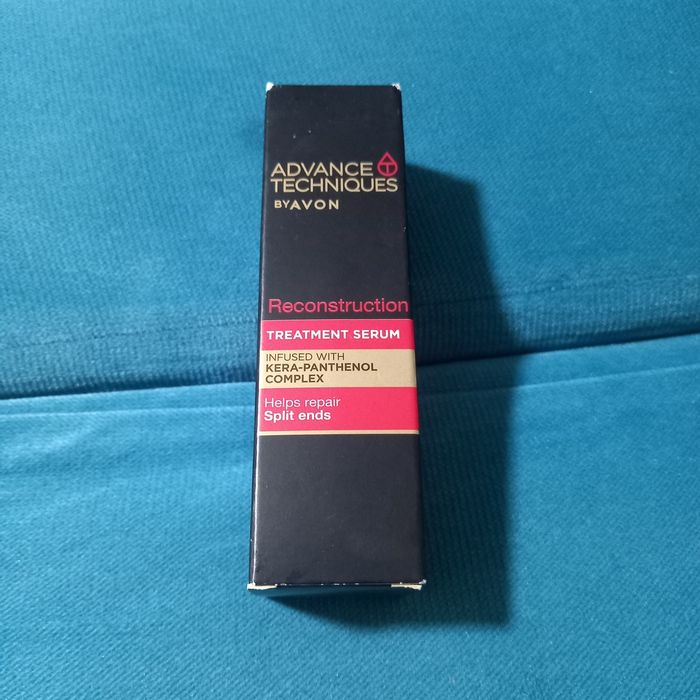 ADVANCE
TECHNIQUES
BY AVON
Reconstruction
TREATMENT SERUM
INFUSED WITH
KERA-PANTHENOL
COMPLEX
Helps repair
Split ends